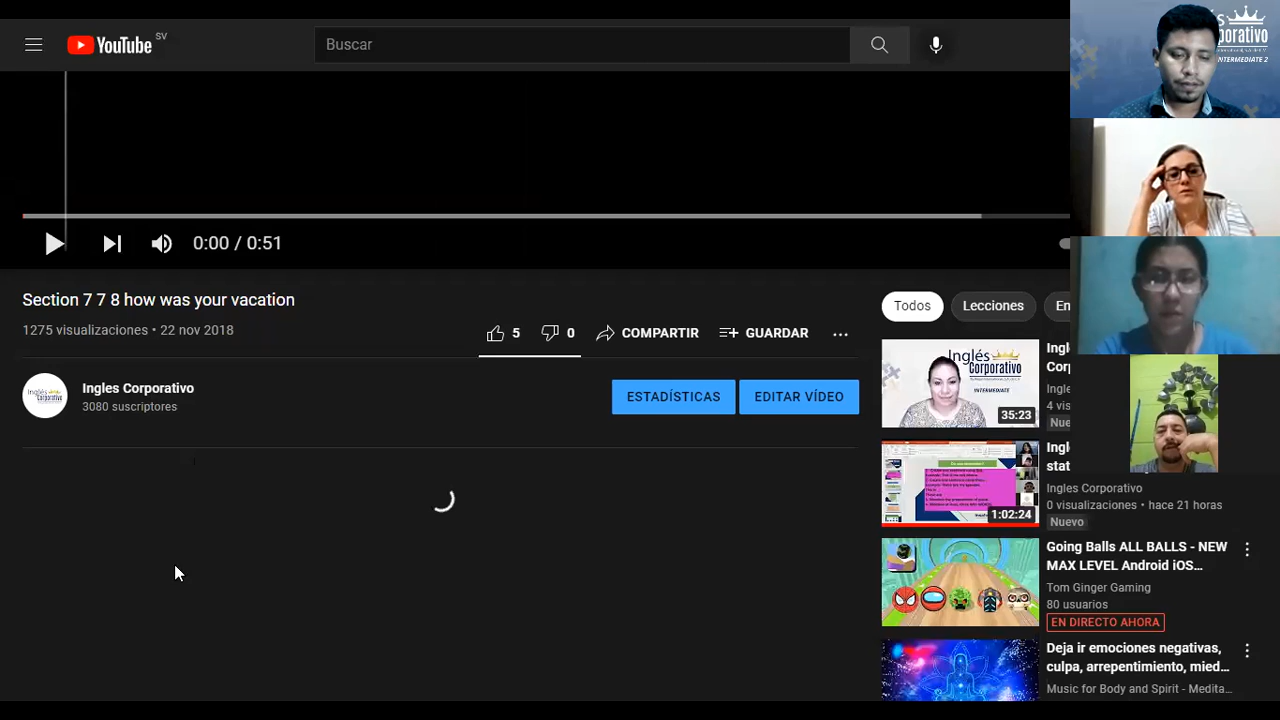 YouTube SV
Buscar
Corporativo
INTERMEDIATE 2
0:00 / 0:51
Section 7 7 8 how was your vacation
1275 visualizaciones • 22 nov 2018
5
0
COMPARTIR
GUARDAR
Ingles Corporativo
3080 suscriptores
ESTADÍSTICAS
EDITAR VÍDEO
Todos
Lecciones
En
Inglés
Corporativo
INTERMEDIATE
35:23
Ingl
Corp
Ingle
4 vis
Nue
1:02:24
Ingl
stat
Ingles Corporativo
0 visualizaciones • hace 21 horas
Nuevo
Going Balls ALL BALLS - NEW
MAX LEVEL Android iOS…
Tom Ginger Gaming
80 usuarios
EN DIRECTO AHORA
Deja ir emociones negativas,
culpa, arrepentimiento, mied…
Music for Body and Spirit - Medita…